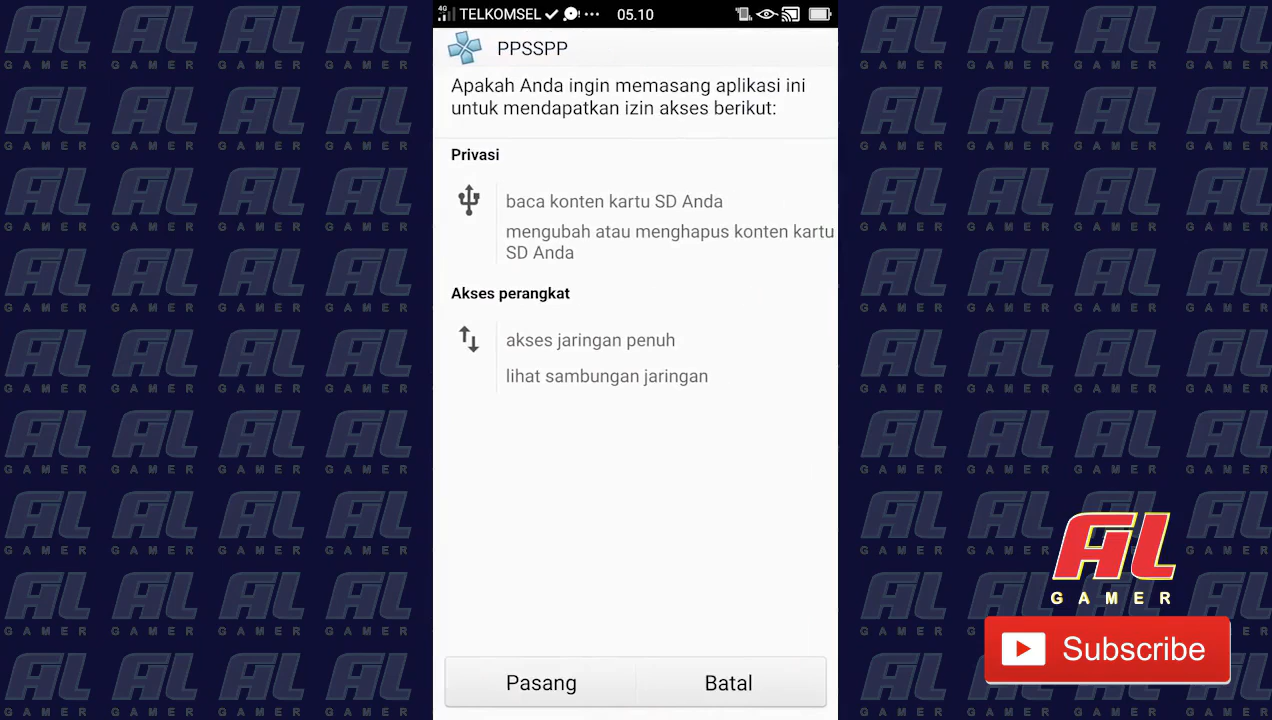 4G TELKOMSEL 05.10
PPSSPP
Apakah Anda ingin memasang aplikasi ini
untuk mendapatkan izin akses berikut:
Privasi
baca konten kartu SD Anda
mengubah atau menghapus konten kartu
SD Anda
Akses perangkat
akses jaringan penuh
lihat sambungan jaringan
Pasang Batal
AL
GAMER
Subscribe